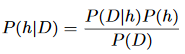 P(h|D) = P(D|h)P(h) / P(D)